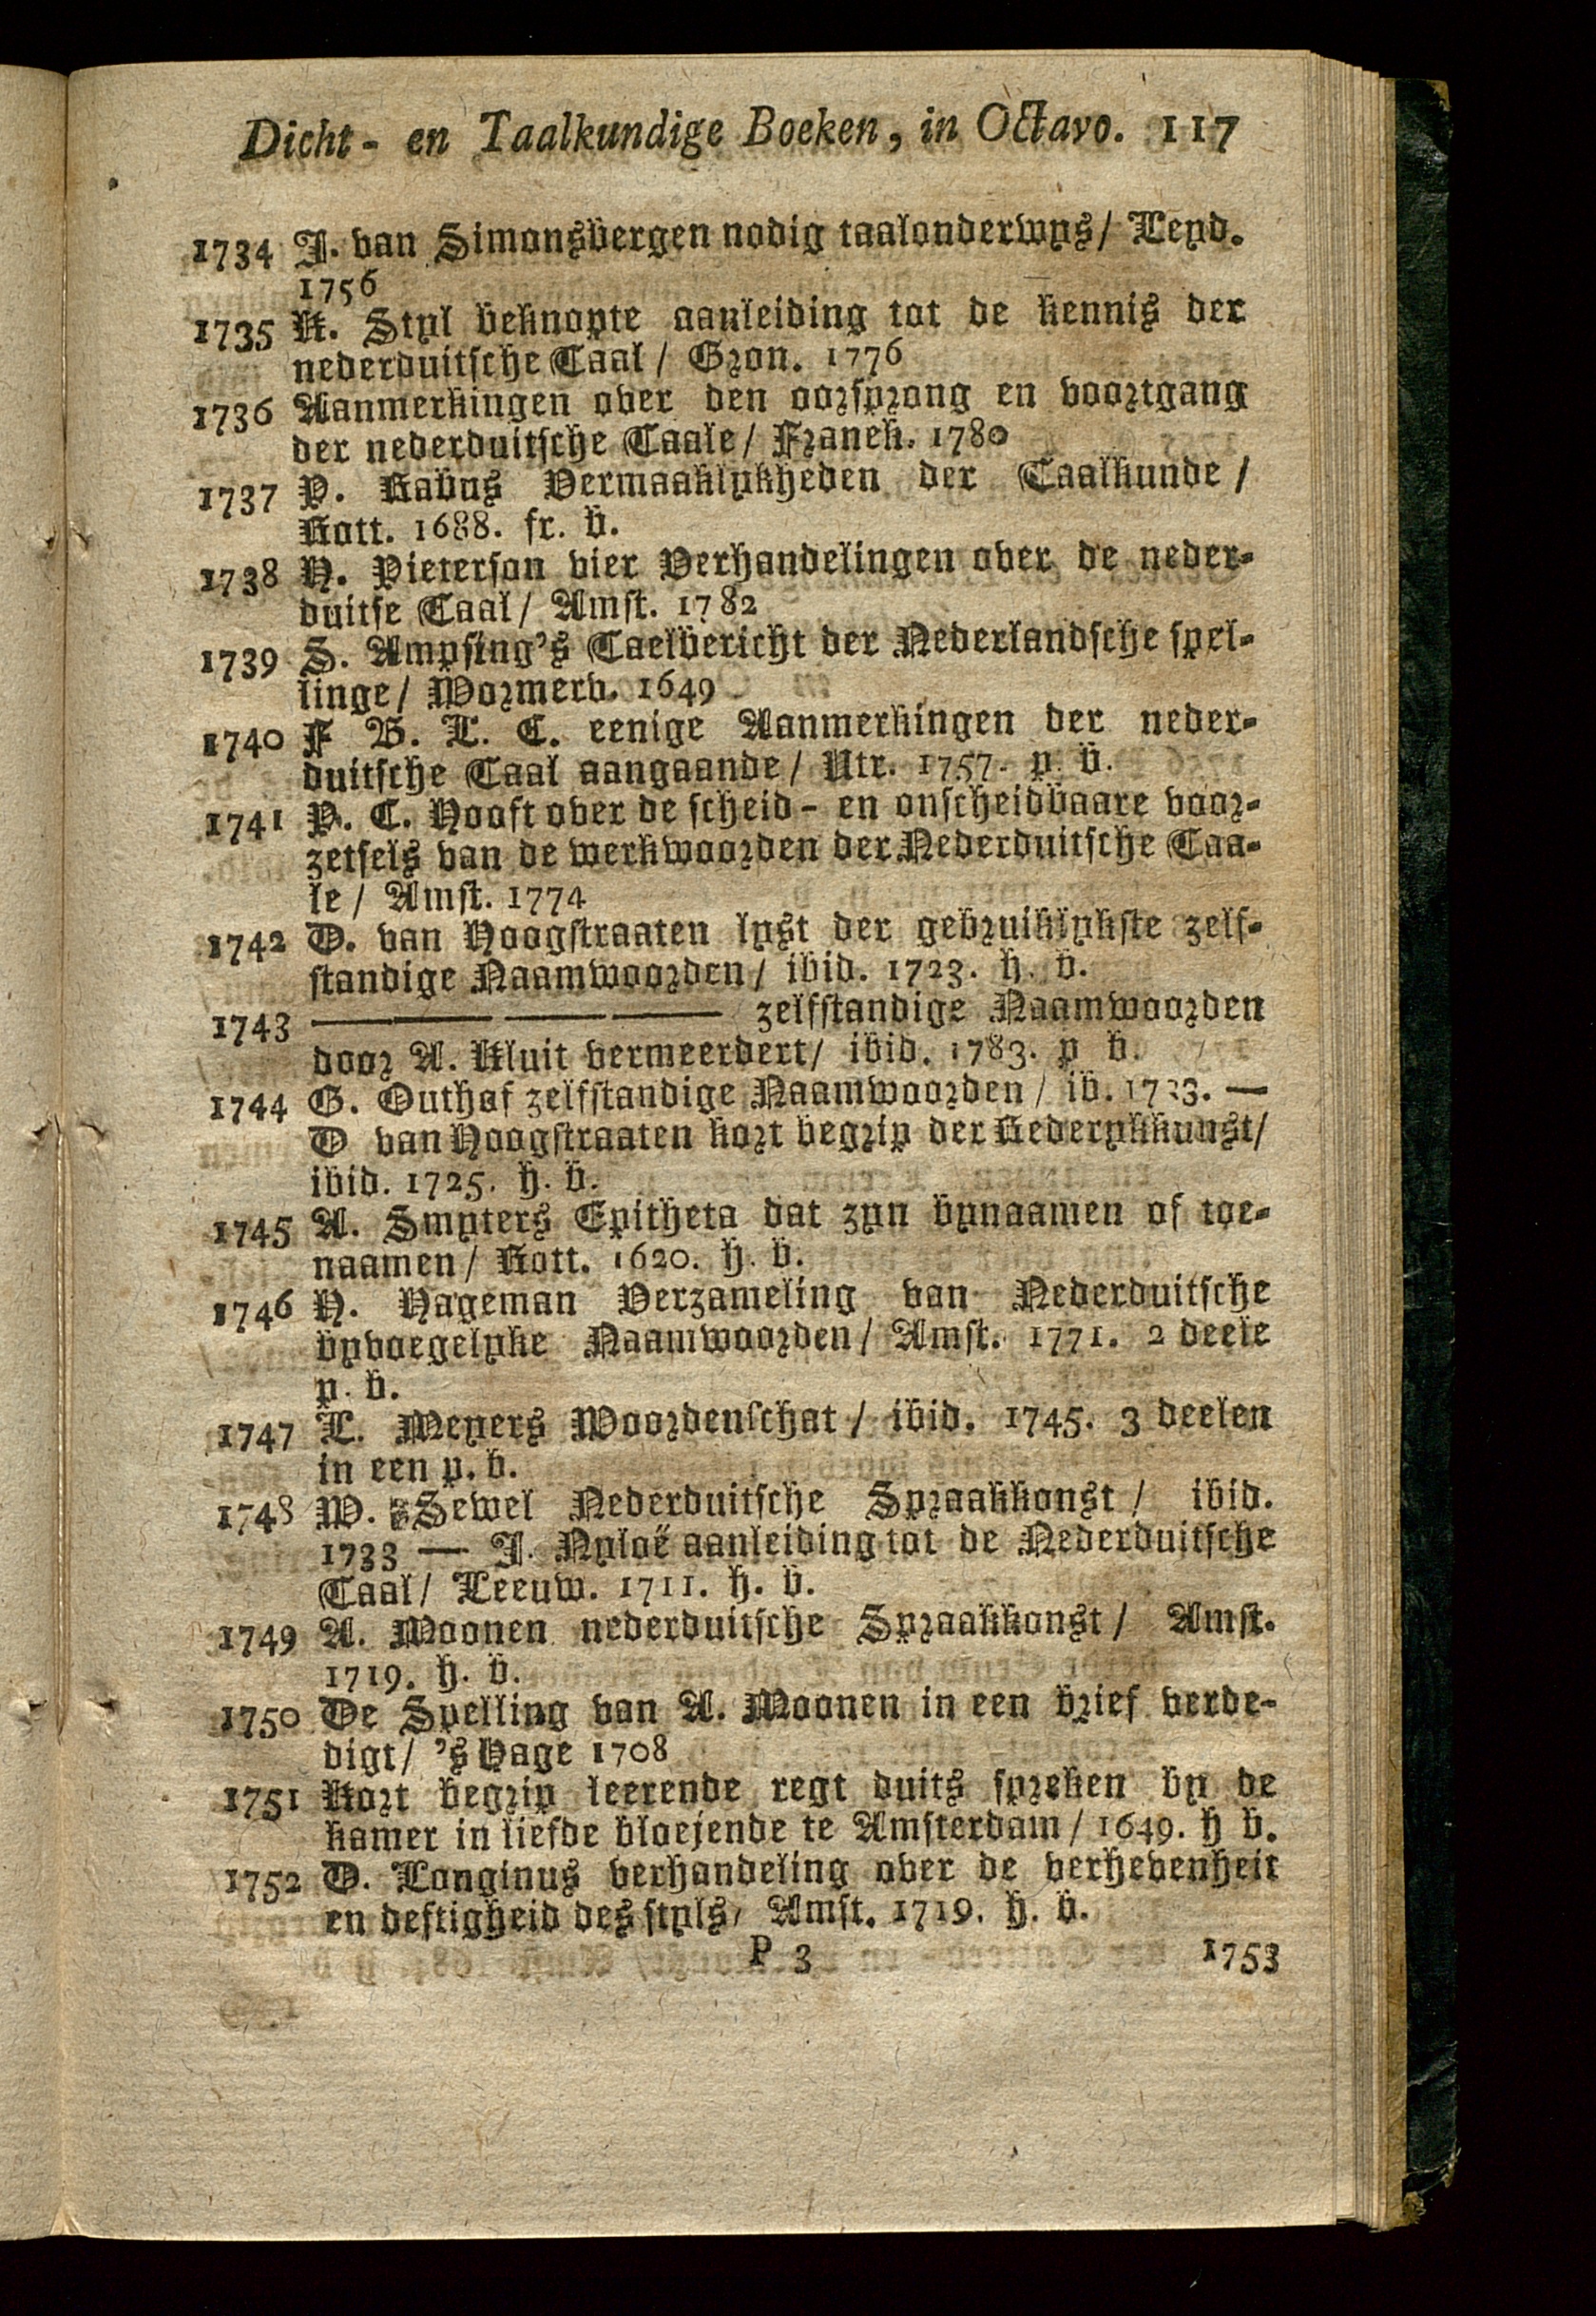 Dicht- en Taalkundige Boeken, in Octavo. 117
1734 J. van Simonsbergen nodig taalonderwys / Leyd.
1756
1735 K. Styl beknopte aanleiding tot de kennis der
nederduitsche Taal / Gron. 1776
1736 Aanmerkingen over den oorsprong en voortgang
der nederduitsche Taale / Franek. 1780
1737 P. Rabus Vermaaklykheden der Taalkunde /
Rott. 1688. fr. b.
1738 H. Pieterson vier Verhandelingen over de neder-
duitse Taal / Amst. 1782
1739 S. Ampsing's Taelbericht der Nederlandsche spel-
linge / Wormerv. 1649
1740 F B. L. C. eenige Aanmerkingen der neder-
duitsche Taal aangaande / Utr. 1757. p. b.
1741 P. C. Hooft over de scheid- en onscheidbaare voor-
zetsels van de werkwoorden der Nederduitsche Taa-
le / Amst. 1774
1742 D. van Hoogstraaten lyst der gebruiklykste zelf-
standige Naamwoorden / ibid. 1723. h. b.
1743 ——— ——— zelfstandige Naamwoorden
door A. Kluit vermeerdert / ibid. 1783. p b.
1744 G. Outhof zelfstandige Naamwoorden / ib. 1723. —
D van Hoogstraaten kort begrip der Rederykkunst /
ibid. 1725. h. b.
1745 A. Smyters Epitheta dat zyn bynaamen of toe-
naamen / Rott. 1620. h. b.
1746 H. Hageman Verzameling van Nederduitsche
byvoegelyke Naamwoorden / Amst. 1771. 2 deele
p. b.
1747 L. Meyers Woordenschat / ibid. 1745. 3 deelen
in een p. b.
1748 W. Sewel Nederduitsche Spraakkonst / ibid.
1733 — J. Nyloë aanleiding tot de Nederduitsche
Taal / Leeuw. 1711. h. b.
1749 A. Moonen nederduitsche Spraakkonst / Amst.
1719. h. b.
1750 De Spelling van A. Moonen in een brief verde-
digt / 's Hage 1708
1751 Kort begrip leerende regt duits spreken by de
kamer in liefde bloejende te Amsterdam / 1649. h b.
1752 D. Longinus verhandeling over de verhevenheit
en deftigheid des styls, Amst. 1719. h. b.
P 3 1753